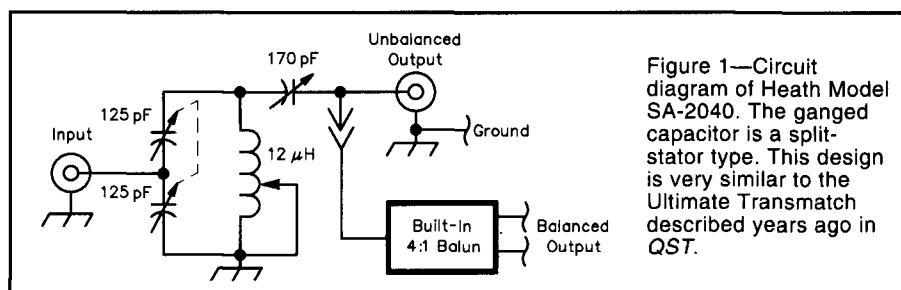 Unbalanced
Output
170 pF
125 pF
Input
12 μH
Ground
125 pF
Built-In
4:1 Balun
Balanced
Output
Figure 1—Circuit
diagram of Heath Model
SA-2040. The ganged
capacitor is a split-
stator type. This design
is very similar to the
Ultimate Transmatch
described years ago in
QST.